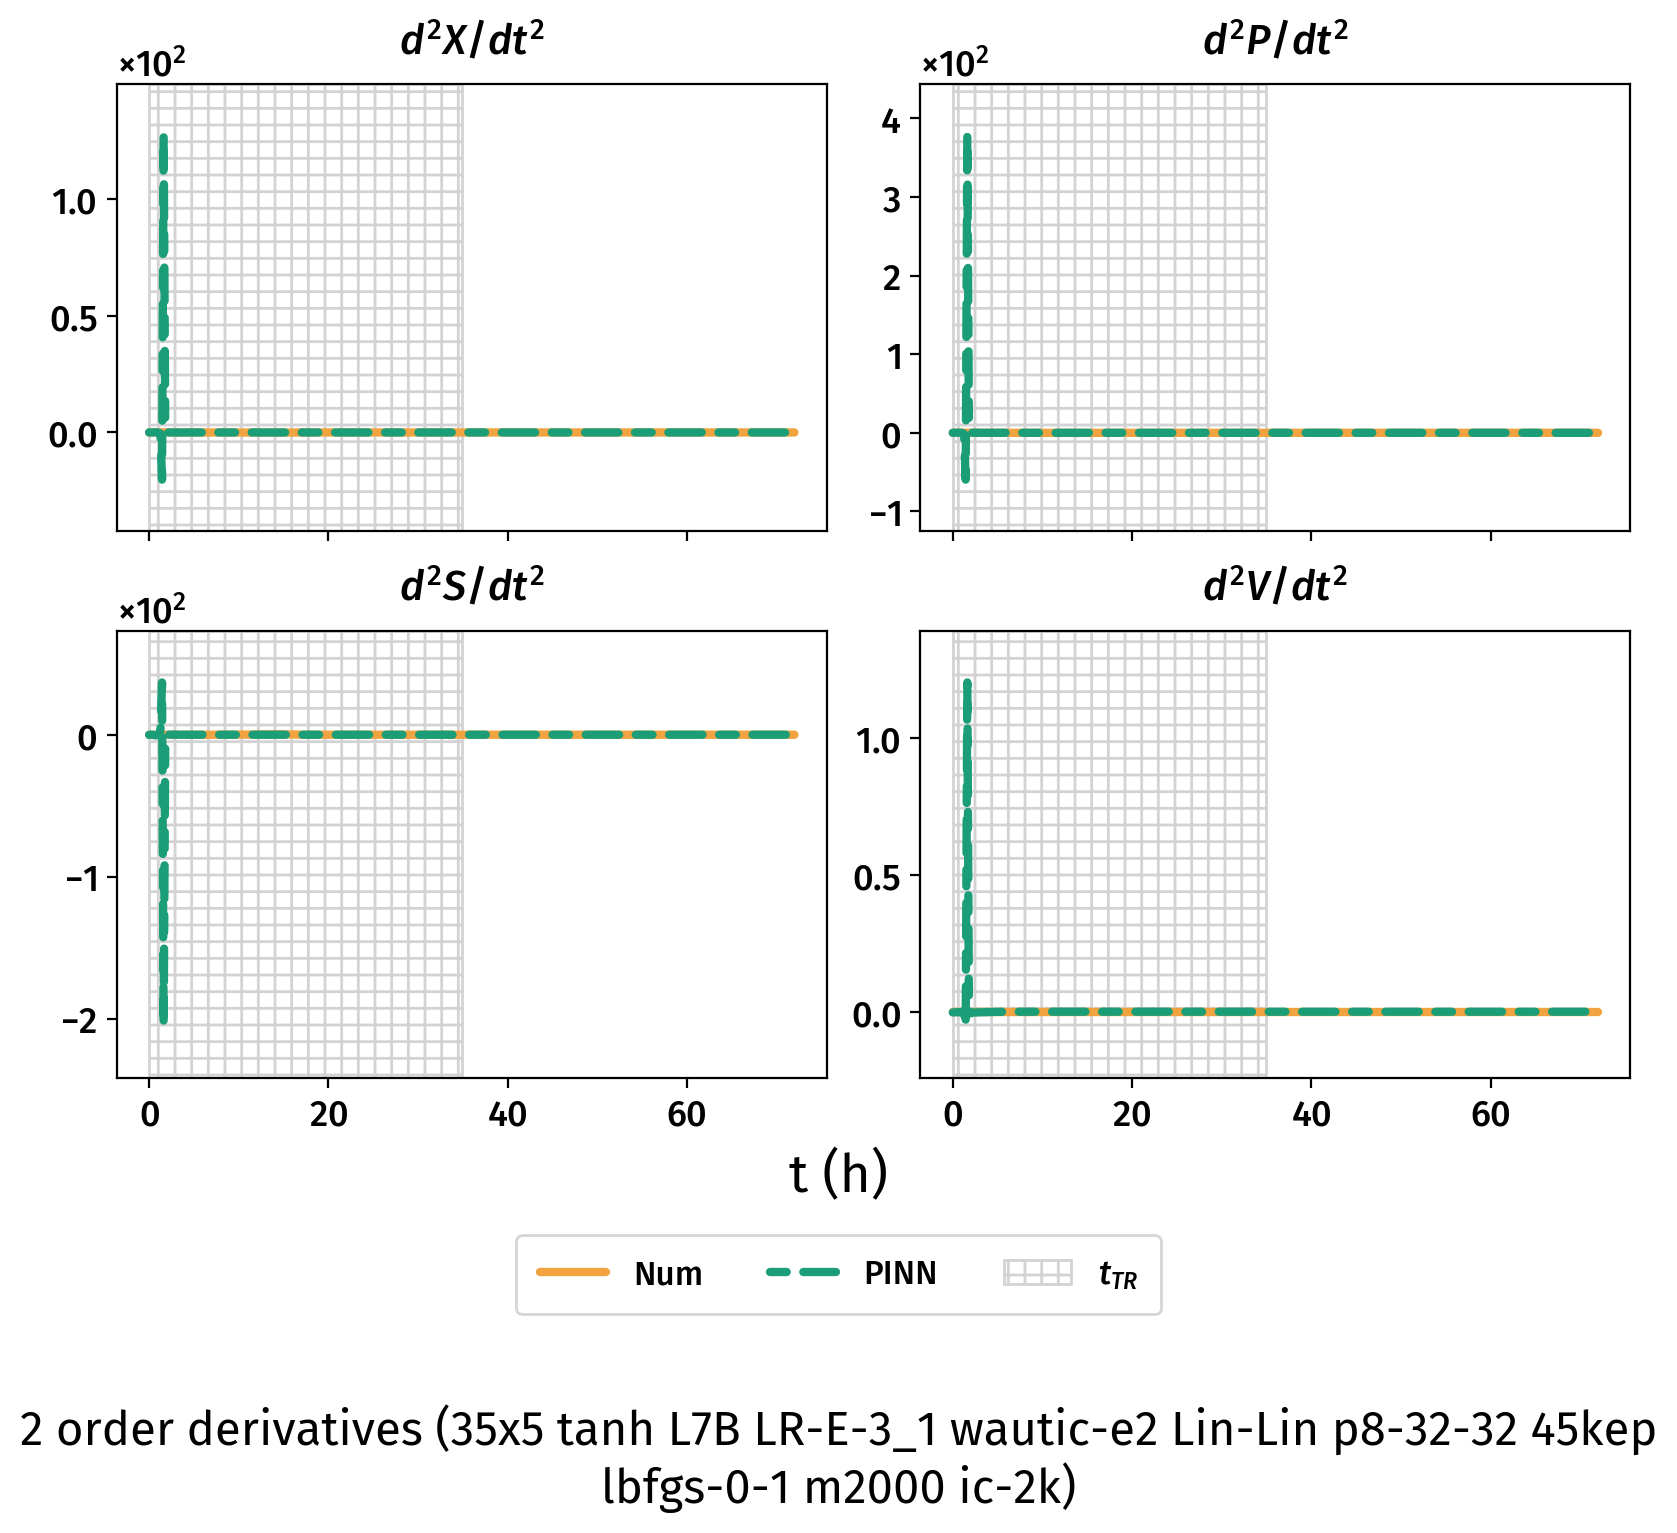 d²X/dt²
×10²
1.0
0.5
0.0
d²P/dt²
×10²
4
3
2
1
0
−1
d²S/dt²
×10²
0
−1
−2
0 20 40 60
d²V/dt²
1.0
0.5
0.0
0 20 40 60
t (h)
Num PINN t_TR
2 order derivatives (35x5 tanh L7B LR-E-3_1 wautic-e2 Lin-Lin p8-32-32 45kep
lbfgs-0-1 m2000 ic-2k)